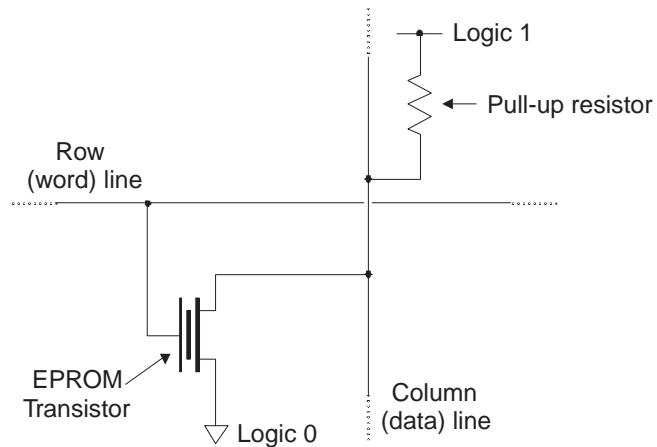 Logic 1
Pull-up resistor
Row
(word) line
EPROM
Transistor
Logic 0
Column
(data) line